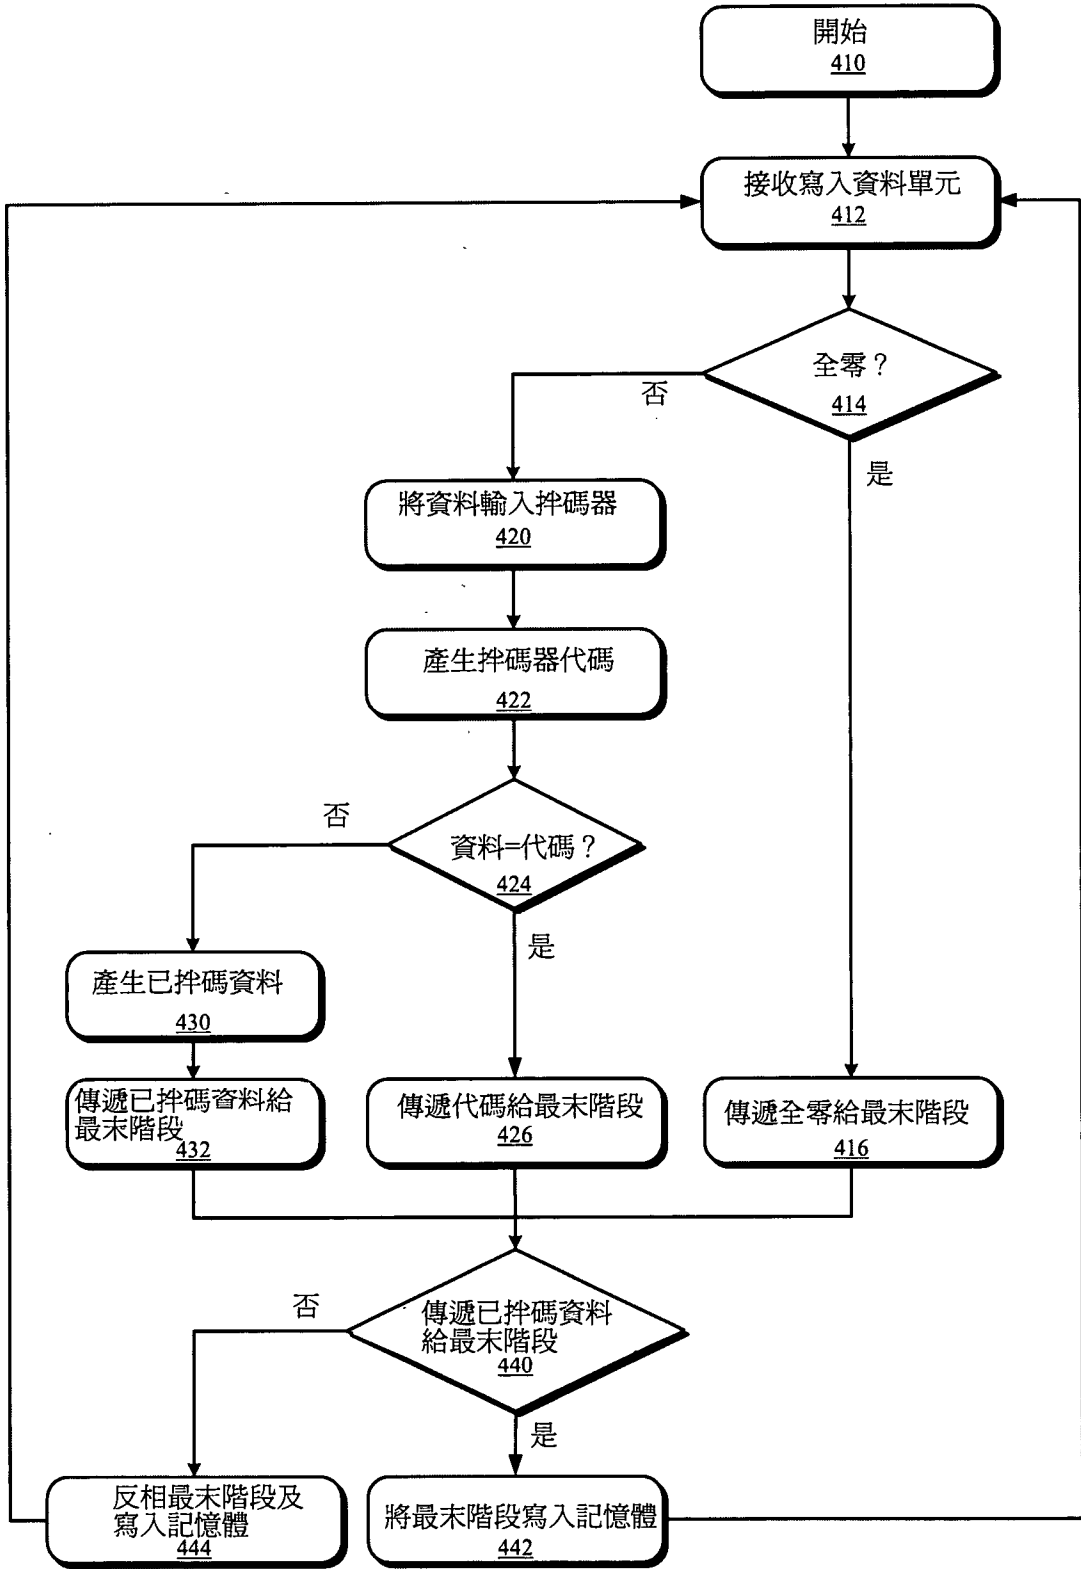 開始
410
接收寫入資料單元
412
全零？
414
否
是
將資料輸入拌碼器
420
產生拌碼器代碼
422
否
資料=代碼？
424
是
產生已拌碼資料
430
傳遞已拌碼資料給
最末階段
432
傳遞代碼給最末階段
426
傳遞全零給最末階段
416
否
傳遞已拌碼資料
給最末階段
440
是
反相最末階段及
寫入記憶體
444
將最末階段寫入記憶體
442